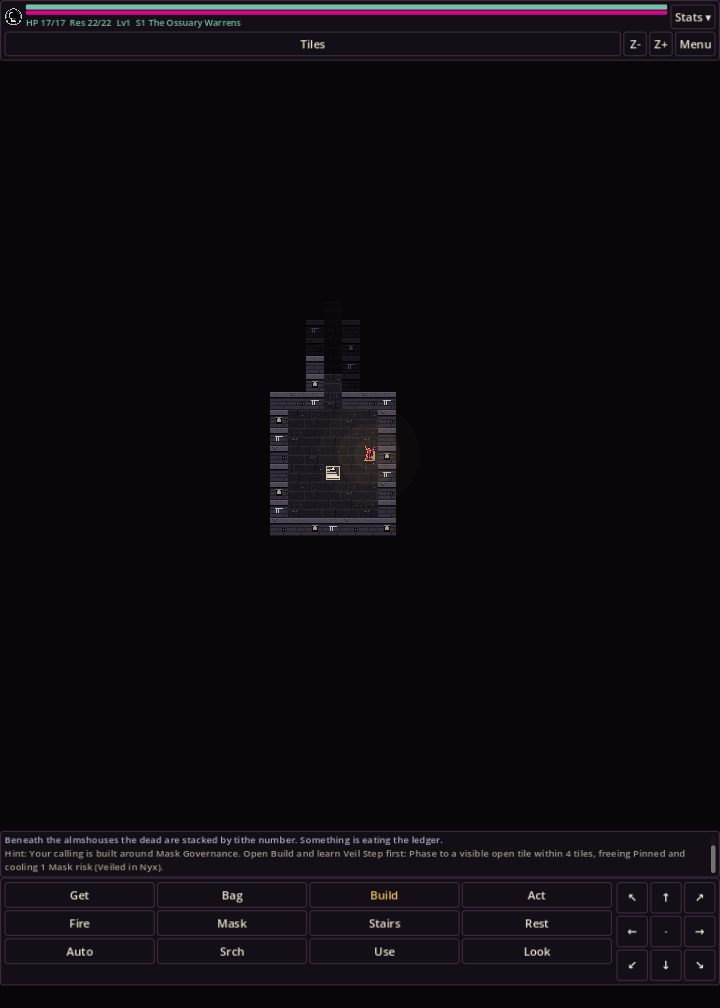 HP 17/17 Res 22/22 Lv1 S1 The Ossuary Warrens
Stats ▾
Tiles
Z-
Z+
Menu
Beneath the almshouses the dead are stacked by tithe number. Something is eating the ledger.
Hint: Your calling is built around Mask Governance. Open Build and learn Veil Step first: Phase to a visible open tile within 4 tiles, freeing Pinned and
cooling 1 Mask risk (Veiled in Nyx).
Get Bag Build Act
Fire Mask Stairs Rest
Auto Srch Use Look
↖ ↑ ↗
← · →
↙ ↓ ↘